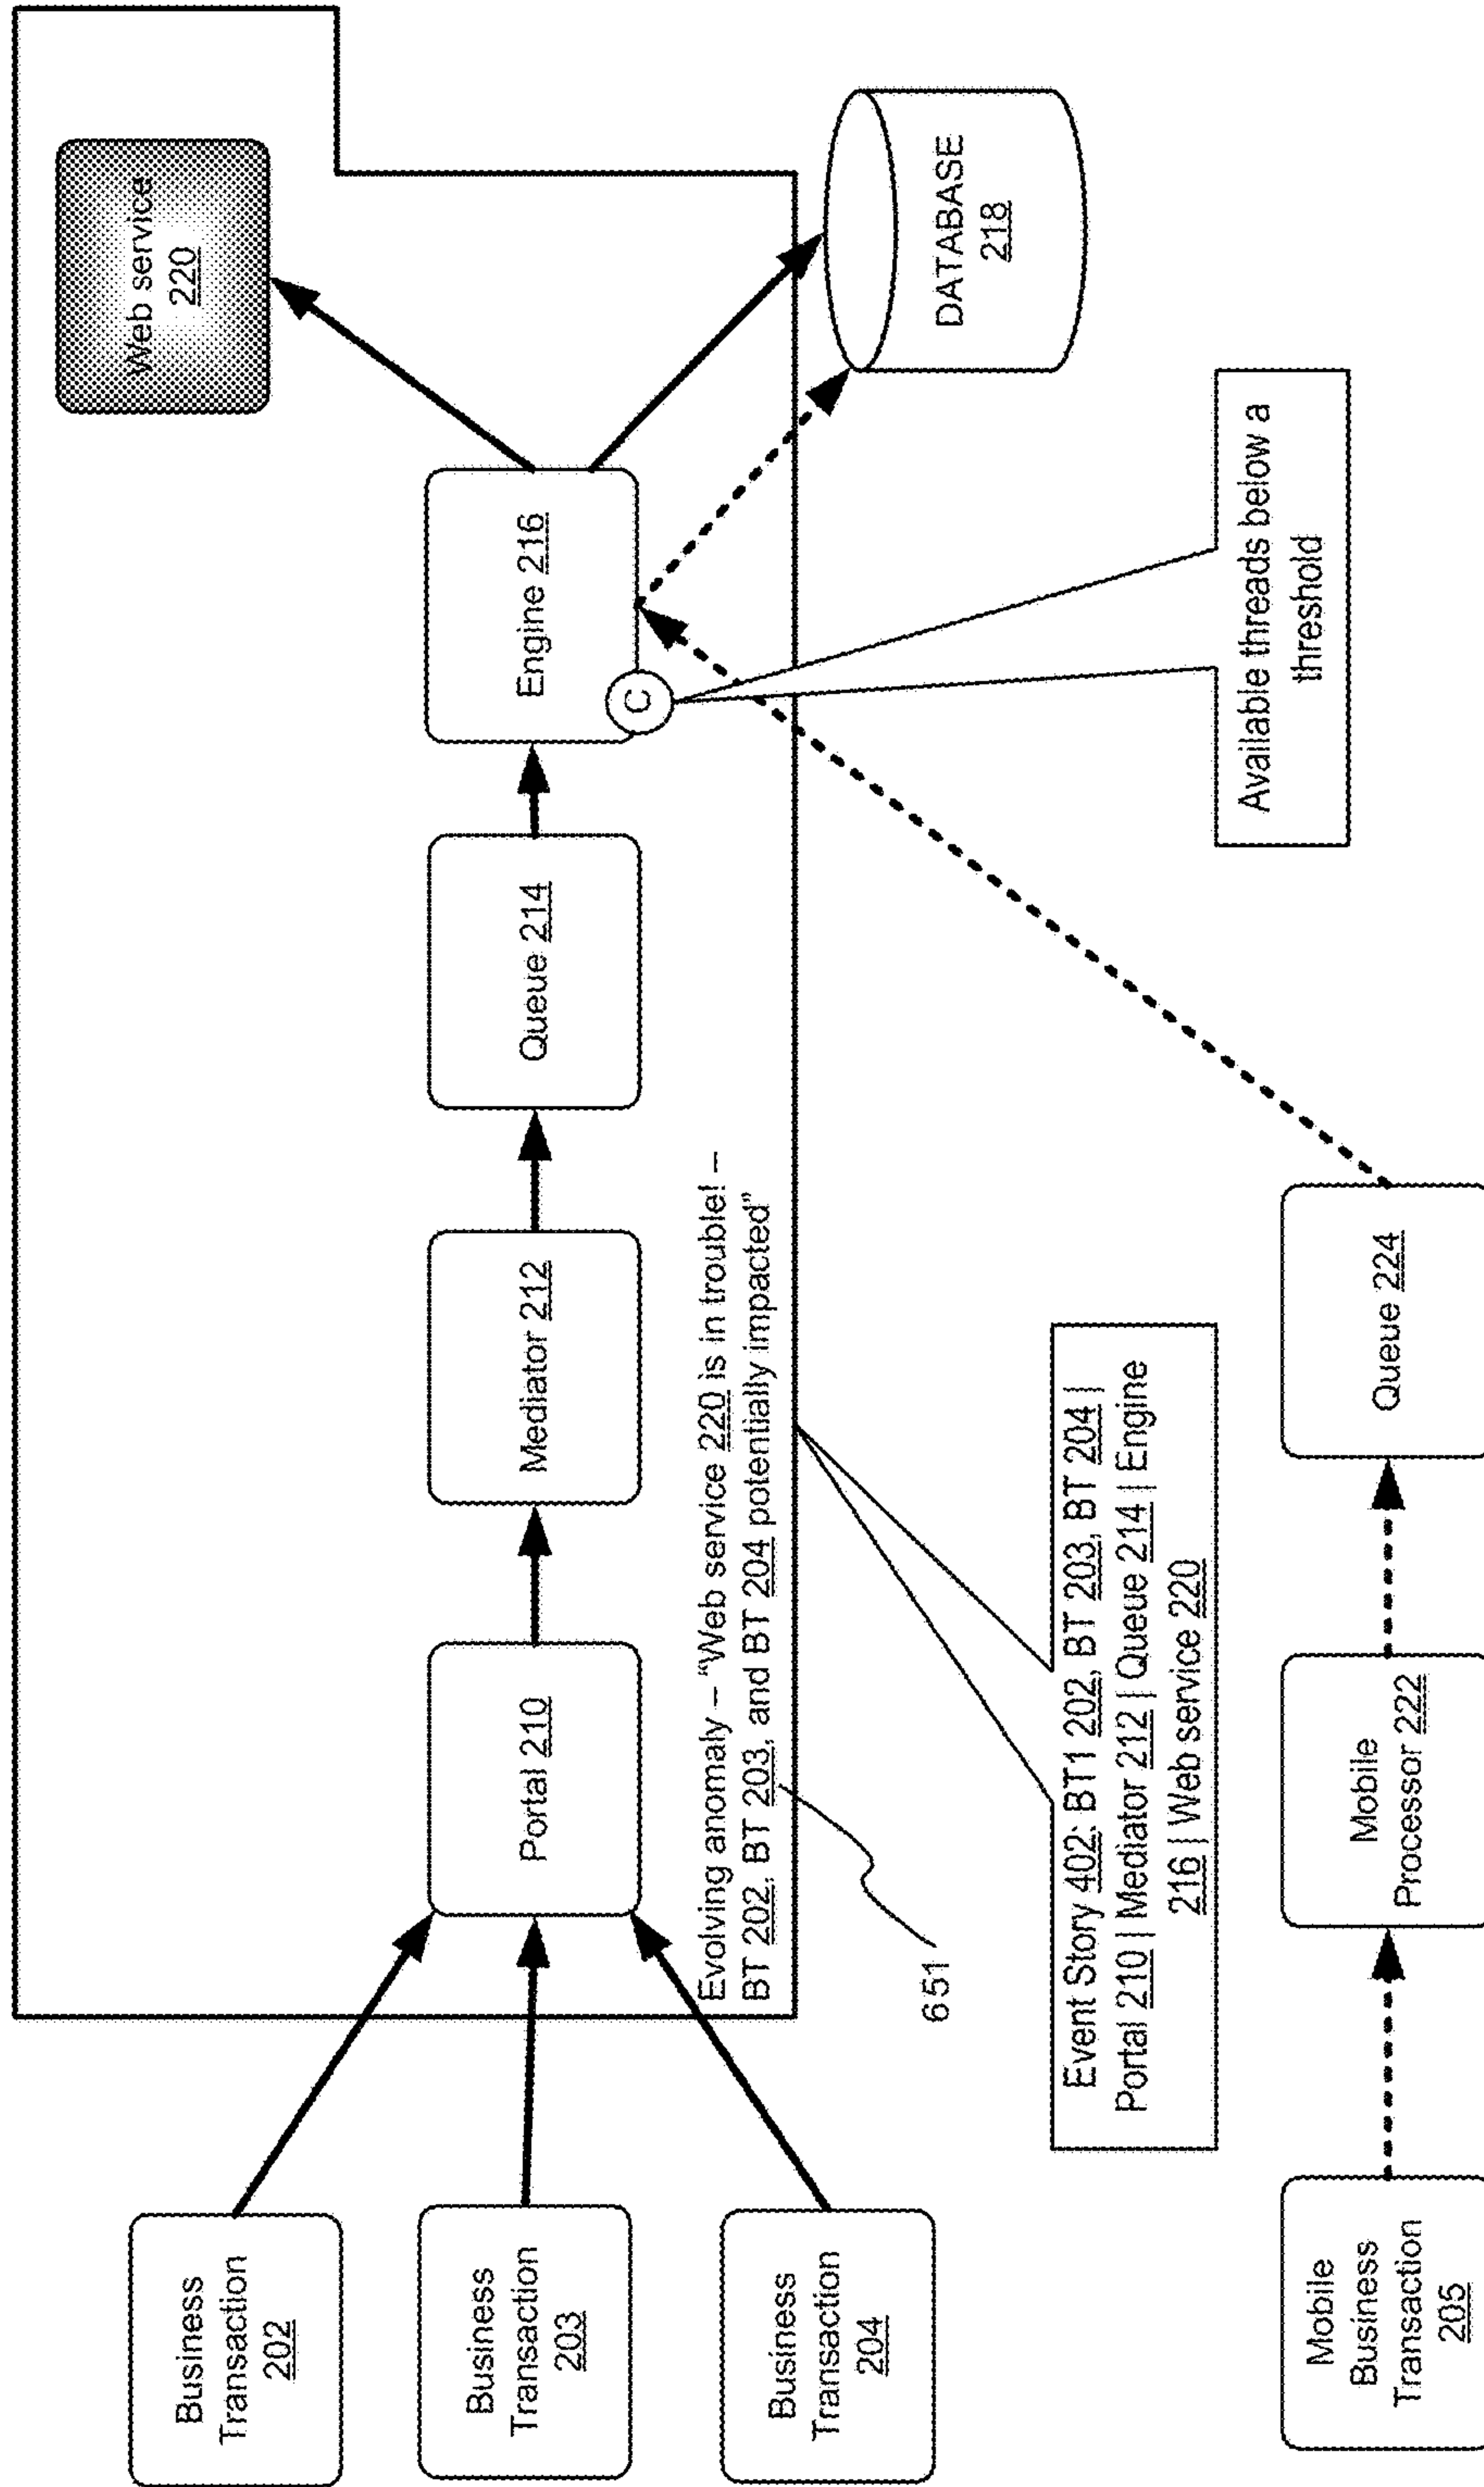 Web service
220
Business
Transaction
202
Business
Transaction
203
Business
Transaction
204
Portal 210
Mediator 212
Queue 214
Engine 216
C
DATABASE
218
Evolving anomaly – “Web service 220 is in trouble! –
BT 202, BT 203, and BT 204 potentially impacted”
651
Event Story 402: BT1 202, BT 203, BT 204 |
Portal 210 | Mediator 212 | Queue 214 | Engine
216 | Web service 220
Available threads below a
threshold
Mobile
Business
Transaction
205
Mobile
Processor 222
Queue 224